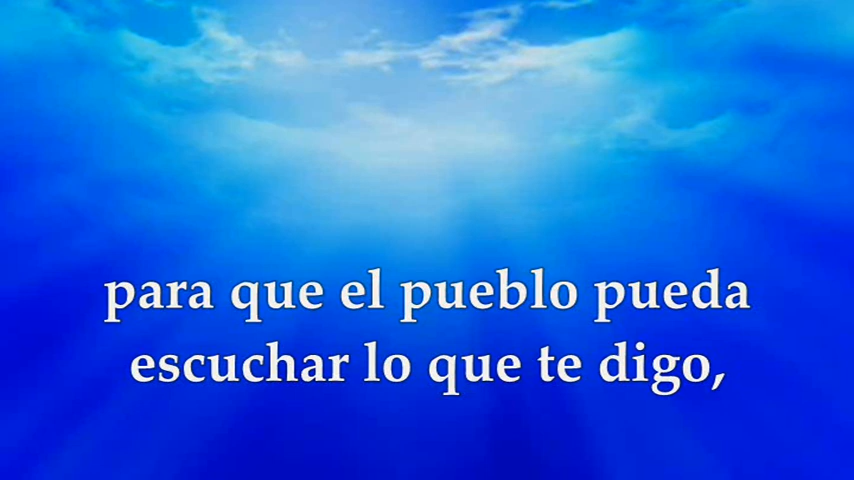 para que el pueblo pueda
escuchar lo que te digo,